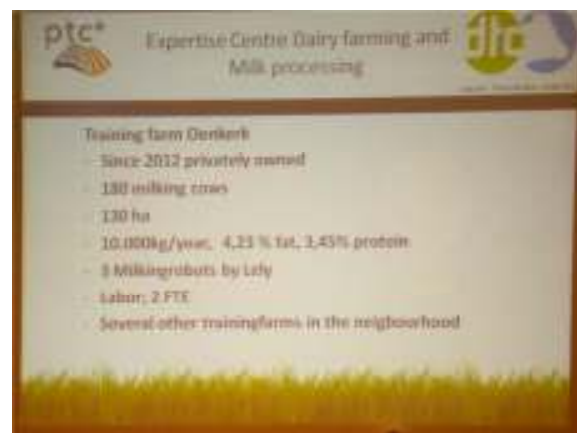 ptc+
Expertise Centre Dairy farming and
Milk processing
dtc
Training farm Oenkerk
- Since 2012 privately owned
- 180 milking cows
- 130 ha
- 10.000kg/year, 4,23 % fat, 3,45% protein
- 3 Milkingrobots by Lely
- Labor; 2 FTE
- Several other trainingfarms in the neighbourhood